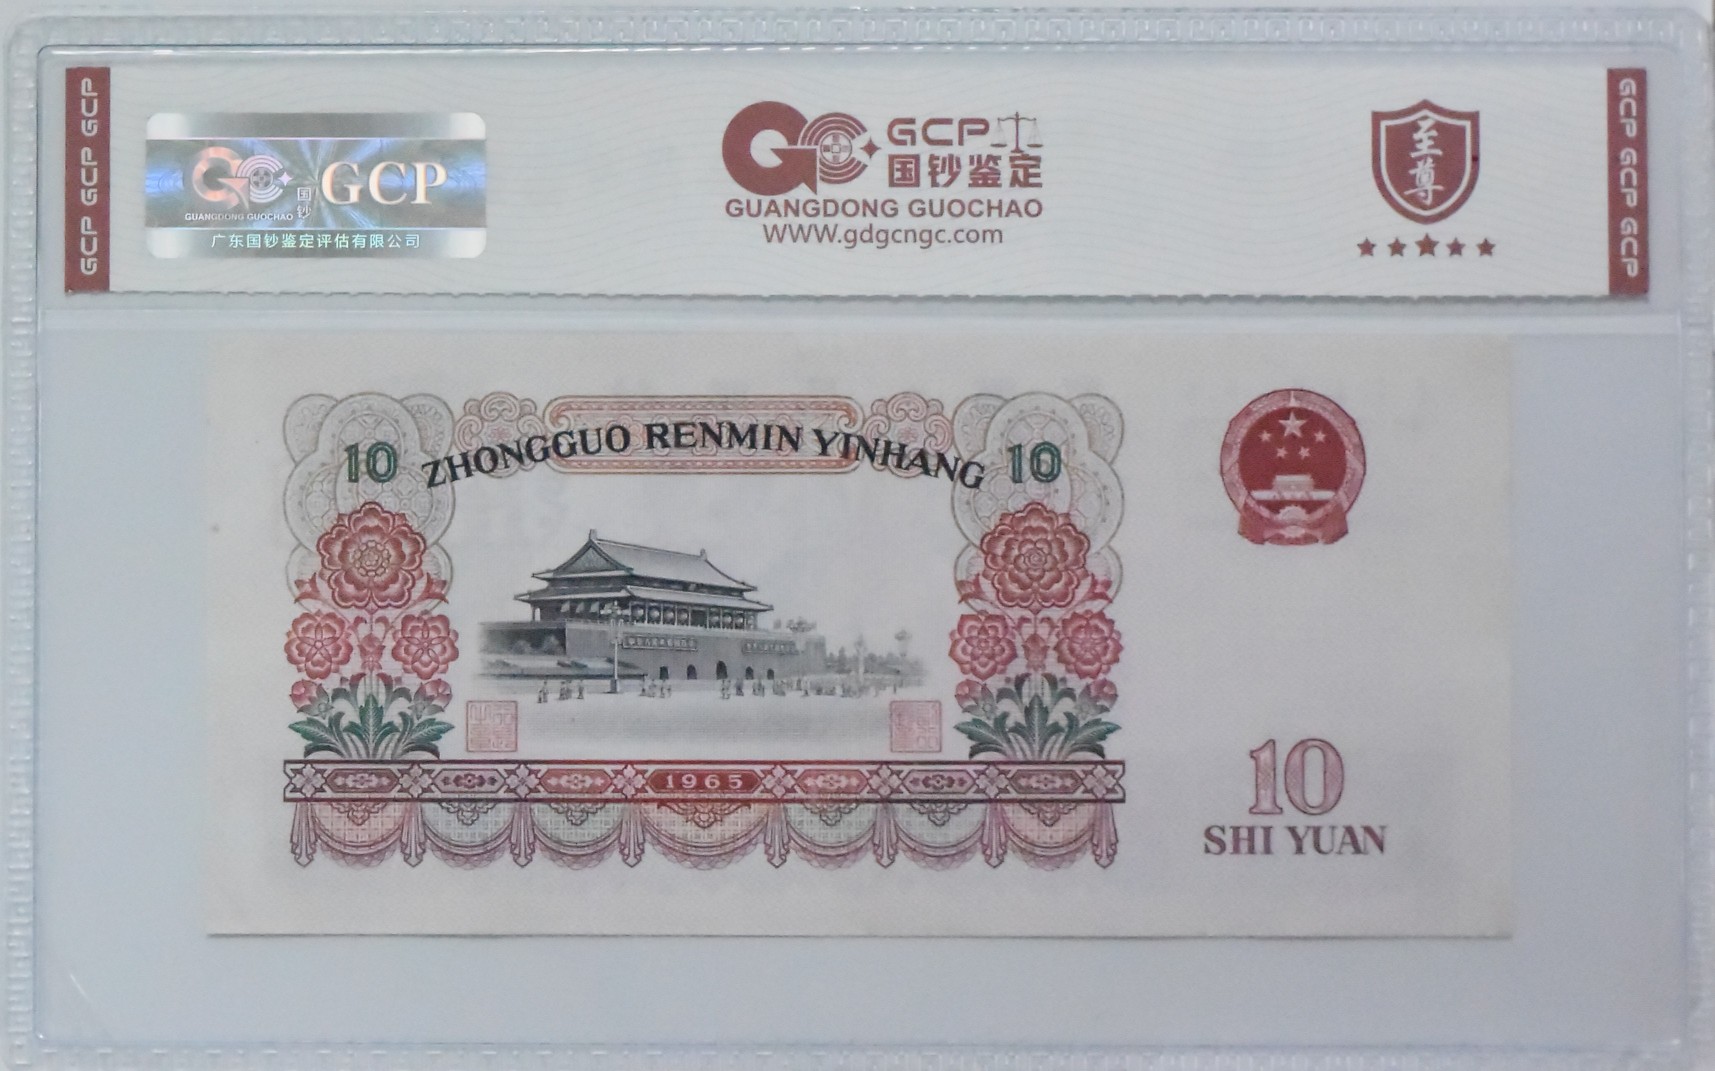 GCP GCP GCP
GCP
国钞
GUANGDONG GUOCHAO
广东国钞鉴定评估有限公司
GCP
国钞鉴定
GUANGDONG GUOCHAO
WWW.gdgcngc.com
至尊
GCP GCP GCP
10 ZHONGGUO RENMIN YINHANG 10
1965
10
SHI YUAN